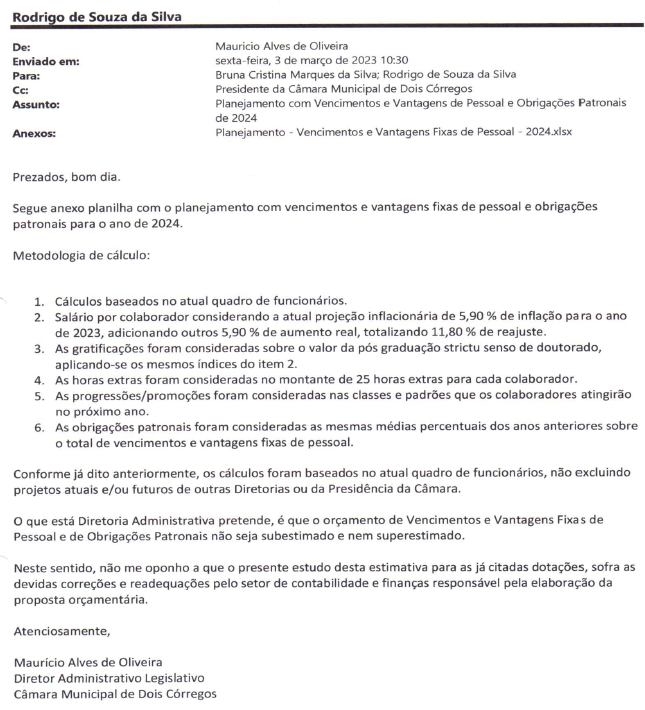 Rodrigo de Souza da Silva
De: Mauricio Alves de Oliveira
Enviado em: sexta-feira, 3 de março de 2023 10:30
Para: Bruna Cristina Marques da Silva; Rodrigo de Souza da Silva
Cc: Presidente da Câmara Municipal de Dois Córregos
Assunto: Planejamento com Vencimentos e Vantagens de Pessoal e Obrigações Patronais
de 2024
Anexos: Planejamento - Vencimentos e Vantagens Fixas de Pessoal - 2024.xlsx
Prezados, bom dia.
Segue anexo planilha com o planejamento com vencimentos e vantagens fixas de pessoal e obrigações
patronais para o ano de 2024.
Metodologia de cálculo:
1. Cálculos baseados no atual quadro de funcionários.
2. Salário por colaborador considerando a atual projeção inflacionária de 5,90 % de inflação para o ano
de 2023, adicionando outros 5,90 % de aumento real, totalizando 11,80 % de reajuste.
3. As gratificações foram consideradas sobre o valor da pós graduação strictu senso de doutorado,
aplicando-se os mesmos índices do item 2.
4. As horas extras foram consideradas no montante de 25 horas extras para cada colaborador.
5. As progressões/promoções foram consideradas nas classes e padrões que os colaboradores atingirão
no próximo ano.
6. As obrigações patronais foram consideradas as mesmas médias percentuais dos anos anteriores sobre
o total de vencimentos e vantagens fixas de pessoal.
Conforme já dito anteriormente, os cálculos foram baseados no atual quadro de funcionários, não excluindo
projetos atuais e/ou futuros de outras Diretorias ou da Presidência da Câmara.
O que está Diretoria Administrativa pretende, é que o orçamento de Vencimentos e Vantagens Fixas de
Pessoal e de Obrigações Patronais não seja subestimado e nem superestimado.
Neste sentido, não me oponho a que o presente estudo desta estimativa para as já citadas dotações, sofra as
devidas correções e readequações pelo setor de contabilidade e finanças responsável pela elaboração da
proposta orçamentária.
Atenciosamente,
Maurício Alves de Oliveira
Diretor Administrativo Legislativo
Câmara Municipal de Dois Córregos